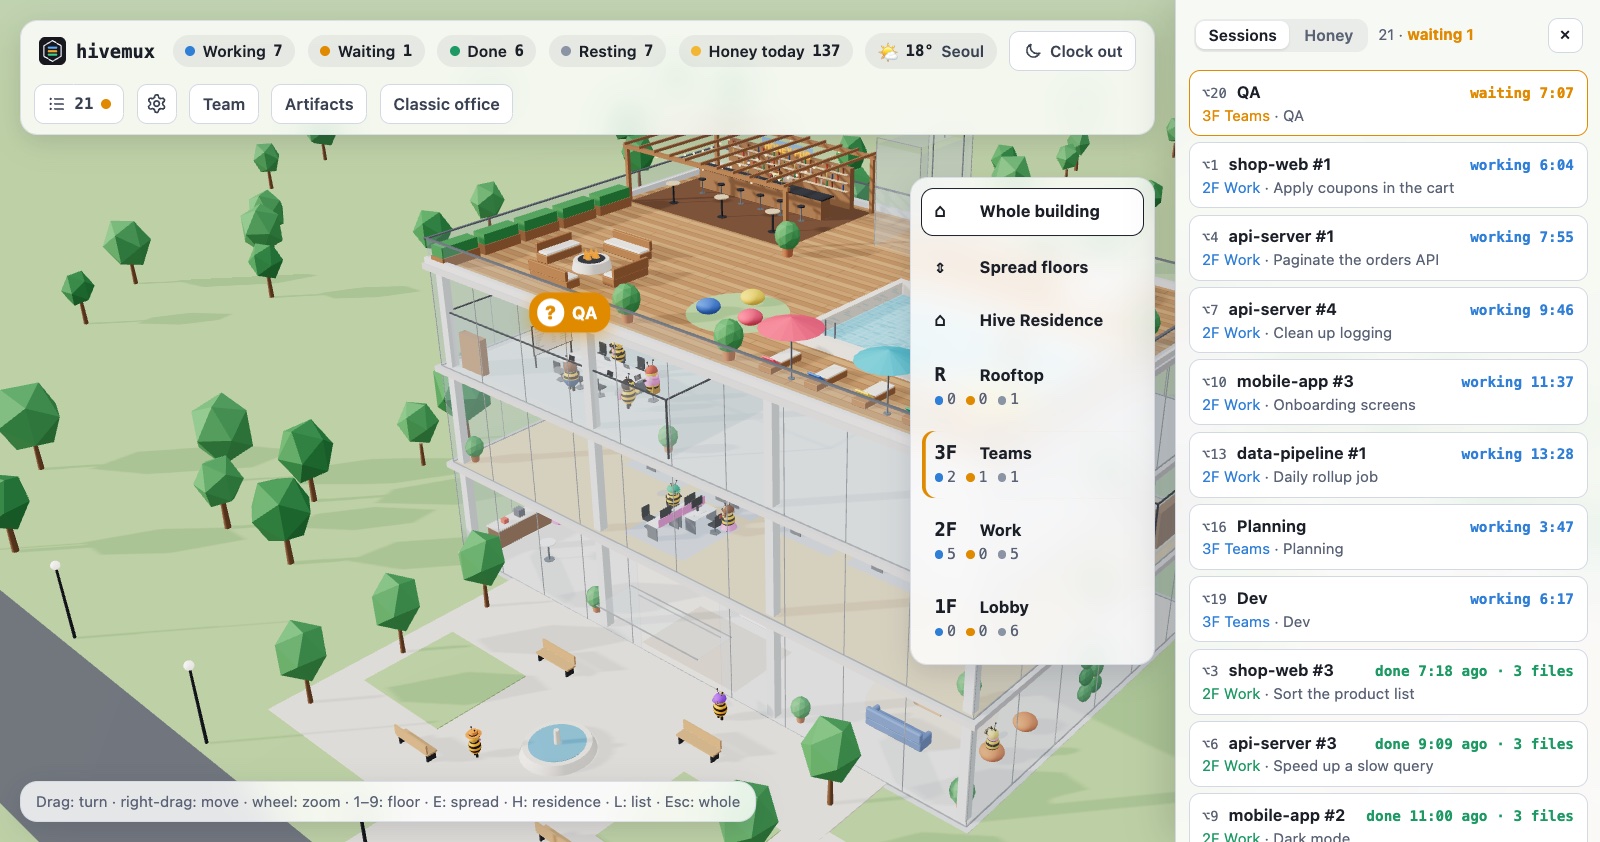 hivemux
Working 7
Waiting 1
Done 6
Resting 7
Honey today 137
18° Seoul
Clock out
21
Team
Artifacts
Classic office
? QA
Whole building
Spread floors
Hive Residence
R Rooftop
0 0 1
3F Teams
2 1 1
2F Work
5 0 5
1F Lobby
0 0 6
Drag: turn · right-drag: move · wheel: zoom · 1–9: floor · E: spread · H: residence · L: list · Esc: whole
Sessions Honey 21 · waiting 1 ×
⌥20 QA waiting 7:07
3F Teams · QA
⌥1 shop-web #1 working 6:04
2F Work · Apply coupons in the cart
⌥4 api-server #1 working 7:55
2F Work · Paginate the orders API
⌥7 api-server #4 working 9:46
2F Work · Clean up logging
⌥10 mobile-app #3 working 11:37
2F Work · Onboarding screens
⌥13 data-pipeline #1 working 13:28
2F Work · Daily rollup job
⌥16 Planning working 3:47
3F Teams · Planning
⌥19 Dev working 6:17
3F Teams · Dev
⌥3 shop-web #3 done 7:18 ago · 3 files
2F Work · Sort the product list
⌥6 api-server #3 done 9:09 ago · 3 files
2F Work · Speed up a slow query
⌥9 mobile-app #2 done 11:00 ago · 3 files
2F Work · Dark mode